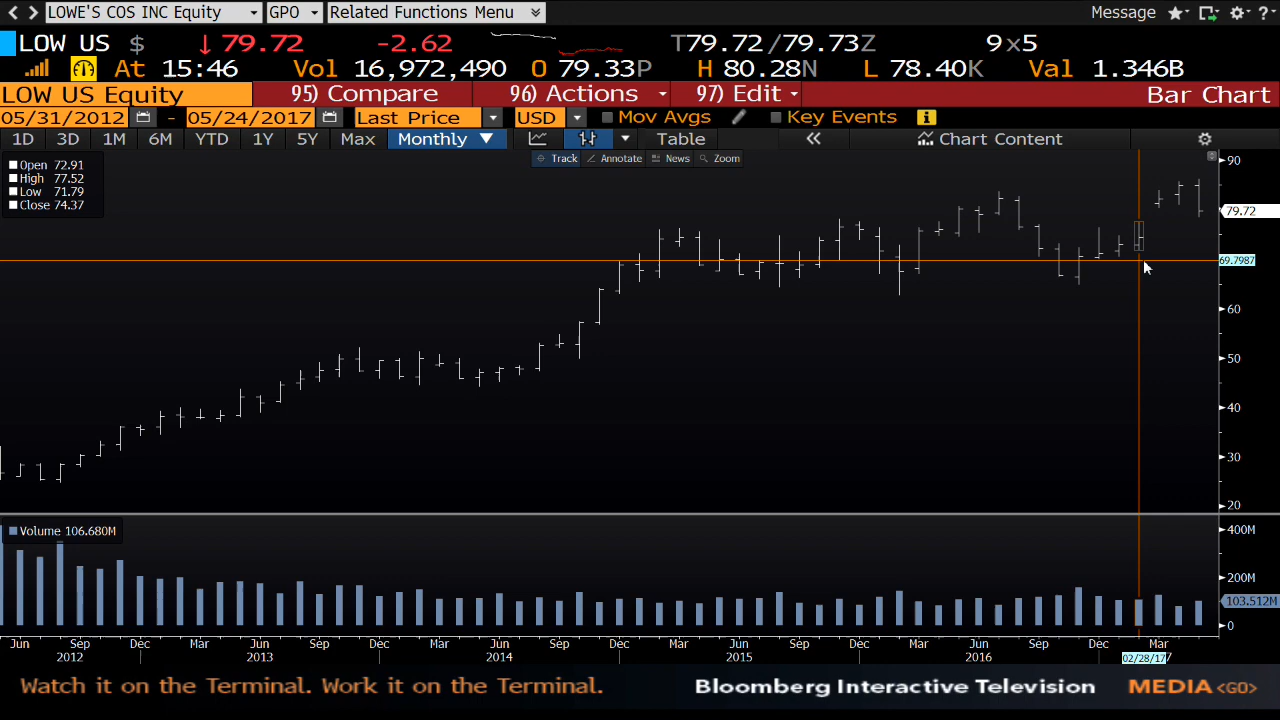 LOWE'S COS INC Equity GPO Related Functions Menu Message ?
LOW US $ ↓ 79.72 -2.62 T79.72/79.73Z 9x5
At 15:46 Vol 16,972,490 O 79.33P H 80.28N L 78.40K Val 1.346B
LOW US Equity 95) Compare 96) Actions 97) Edit Bar Chart
05/31/2012 - 05/24/2017 Last Price USD Mov Avgs Key Events
1D 3D 1M 6M YTD 1Y 5Y Max Monthly ▼ Table « Chart Content
Track Annotate News Zoom
Open 72.91
High 77.52
Low 71.79
Close 74.37
90
79.72
69.7987
60
50
40
30
20
Volume 106.680M
400M
200M
103.512M
0
Jun Sep Dec Mar Jun Sep Dec Mar Jun Sep Dec Mar Jun Sep Dec Mar Jun Sep Dec Mar
2012 2013 2014 2015 2016 02/28/17
Watch it on the Terminal. Work it on the Terminal. Bloomberg Interactive Television MEDIA <GO>